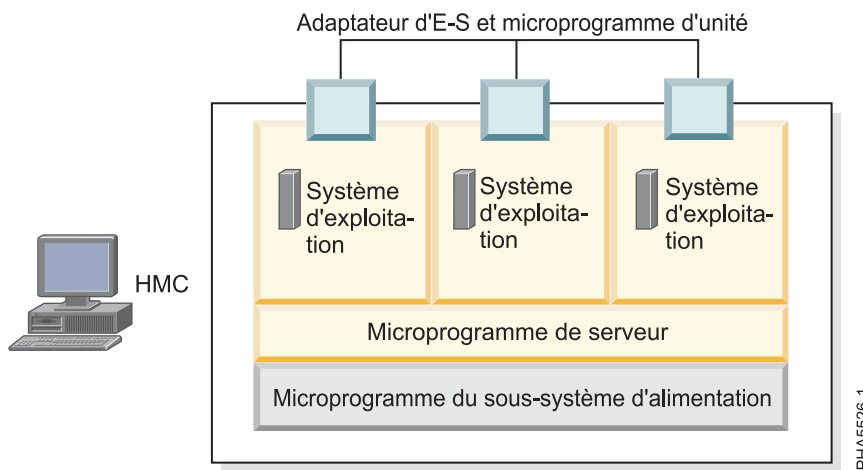 Adaptateur d'E-S et microprogramme d'unité
Système
d'exploita-
tion
Système
d'exploita-
tion
Système
d'exploita-
tion
HMC
Microprogramme de serveur
Microprogramme du sous-système d'alimentation
PHA5526-1